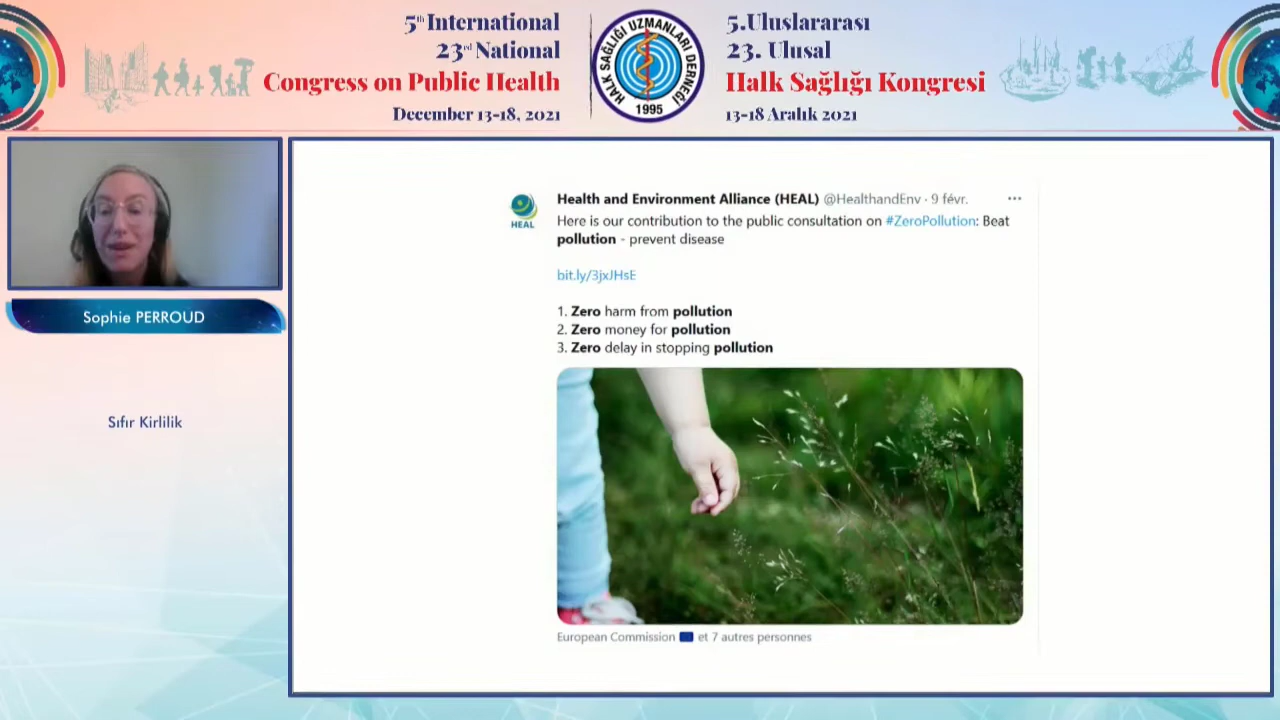 5th International
23rd National
Congress on Public Health
December 13-18, 2021
HALK SAĞLIĞI UZMANLARI DERNEĞİ
1995
5.Uluslararası
23. Ulusal
Halk Sağlığı Kongresi
13-18 Aralık 2021
Sophie PERROUD
Sıfır Kirlilik
HEAL
Health and Environment Alliance (HEAL) @HealthandEnv · 9 févr.
Here is our contribution to the public consultation on #ZeroPollution: Beat
pollution - prevent disease
bit.ly/3jxJHsE
1. Zero harm from pollution
2. Zero money for pollution
3. Zero delay in stopping pollution
European Commission et 7 autres personnes